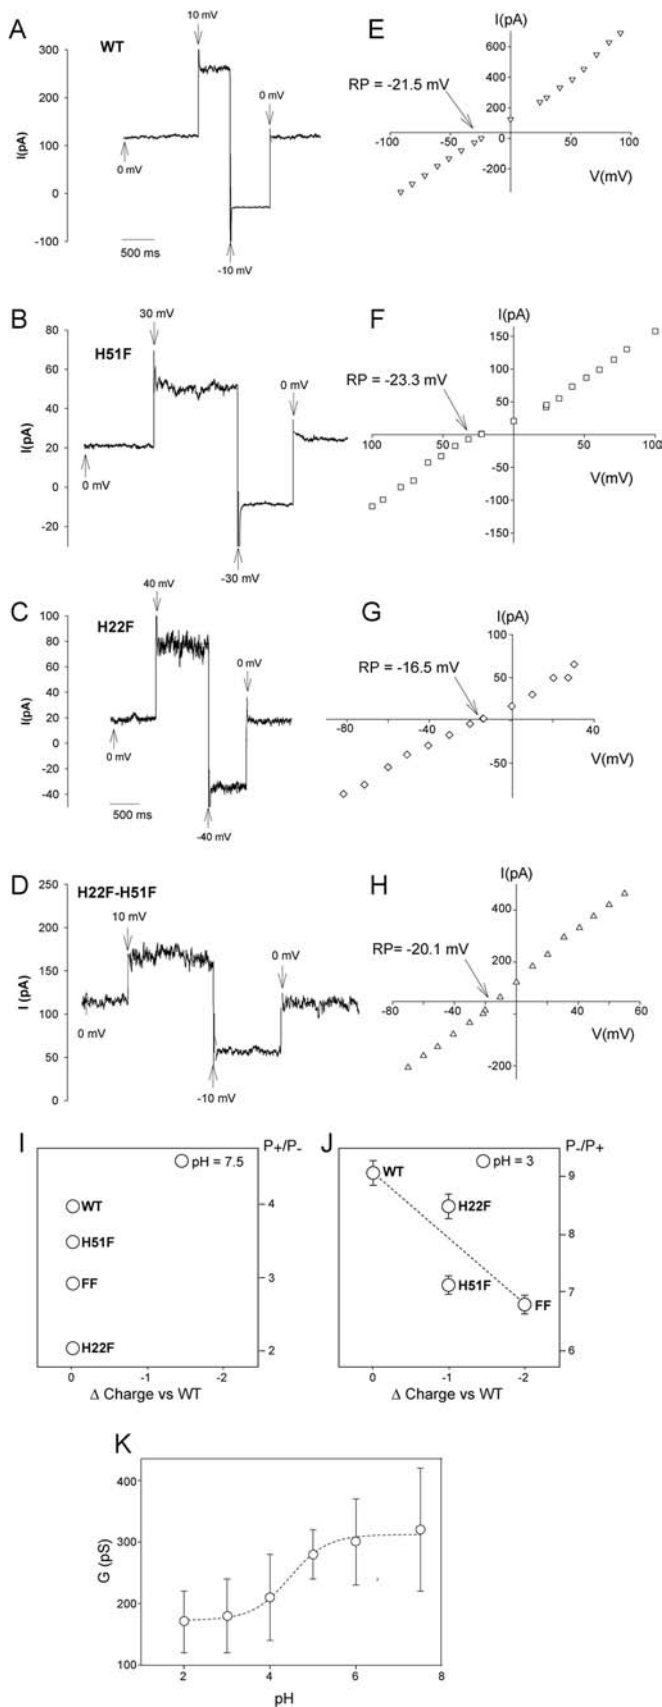 A
WT
10 mV
300
200
100
0
-100
I(pA)
0 mV
0 mV
-10 mV
500 ms
E
I(pA)
600
400
200
-200
RP = -21.5 mV
-100
-50
50
100
V(mV)
B
H51F
30 mV
80
60
40
20
0
-20
I(pA)
0 mV
0 mV
-30 mV
F
I(pA)
150
100
50
-50
-100
-150
RP = -23.3 mV
100
50
0
50
100
V(mV)
C
H22F
40 mV
100
80
60
40
20
0
-20
-40
I(pA)
0 mV
0 mV
-40 mV
500 ms
G
I(pA)
100
50
-50
RP = -16.5 mV
-80
-40
0
40
V(mV)
D
H22F-H51F
10 mV
250
200
150
100
50
0
I (pA)
0 mV
0 mV
-10 mV
H
I(pA)
400
200
-200
RP= -20.1 mV
-60
-40
-20
0
20
40
60
V(mV)
I
P+/P-
pH = 7.5
WT
H51F
FF
H22F
4
3
2
0
-1
-2
Δ Charge vs WT
J
P-/P+
pH = 3
WT
H22F
H51F
FF
9
8
7
6
0
-1
-2
Δ Charge vs WT
K
400
300
200
100
G (pS)
2
4
6
8
pH